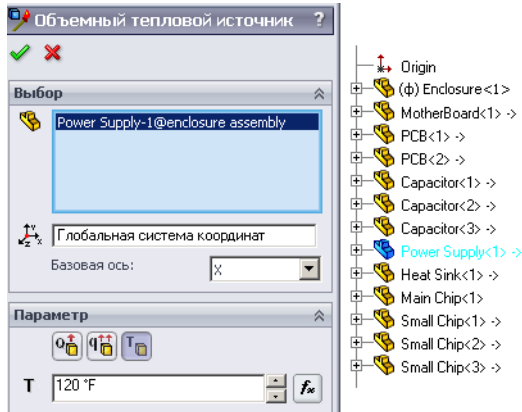 Объемный тепловой источник ?
Выбор
Power Supply-1@enclosure assembly
Глобальная система координат
Базовая ось: X
Параметр
T 120 °F
Origin
(ф) Enclosure<1>
MotherBoard<1> ->
PCB<1> ->
PCB<2> ->
Capacitor<1> ->
Capacitor<2> ->
Capacitor<3> ->
Power Supply<1> ->
Heat Sink<1> ->
Main Chip<1>
Small Chip<1> ->
Small Chip<2> ->
Small Chip<3> ->